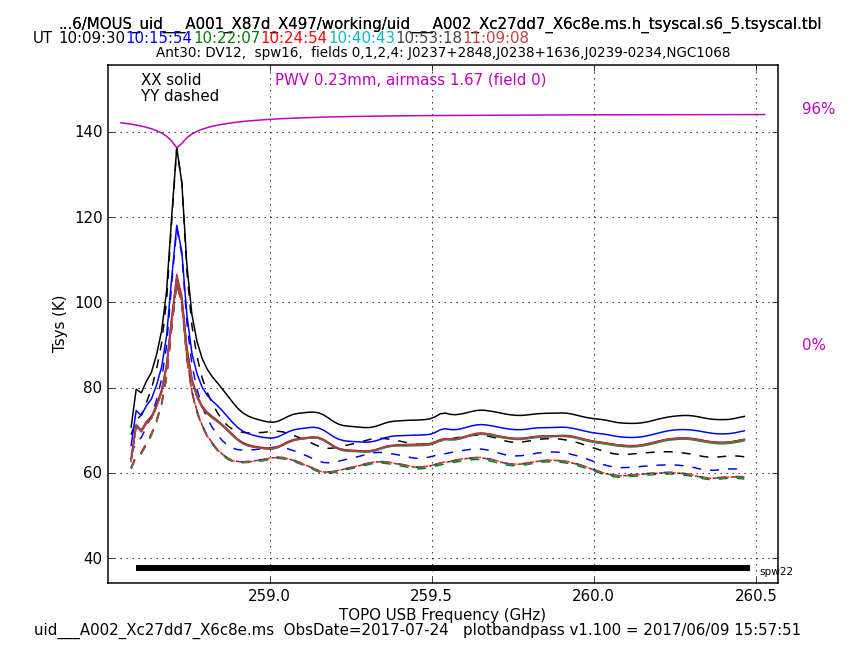 ...6/MOUS_uid___A001_X87d_X497/working/uid___A002_Xc27dd7_X6c8e.ms.h_tsyscal.s6_5.tsyscal.tbl
UT 10:09:30 10:15:54 10:22:07 10:24:54 10:40:43 10:53:18 11:09:08
Ant30: DV12, spw16, fields 0,1,2,4: J0237+2848,J0238+1636,J0239-0234,NGC1068
XX solid
YY dashed
PWV 0.23mm, airmass 1.67 (field 0)
96%
0%
140
120
100
80
60
40
Tsys (K)
spw22
259.0 259.5 260.0 260.5
TOPO USB Frequency (GHz)
uid___A002_Xc27dd7_X6c8e.ms ObsDate=2017-07-24 plotbandpass v1.100 = 2017/06/09 15:57:51